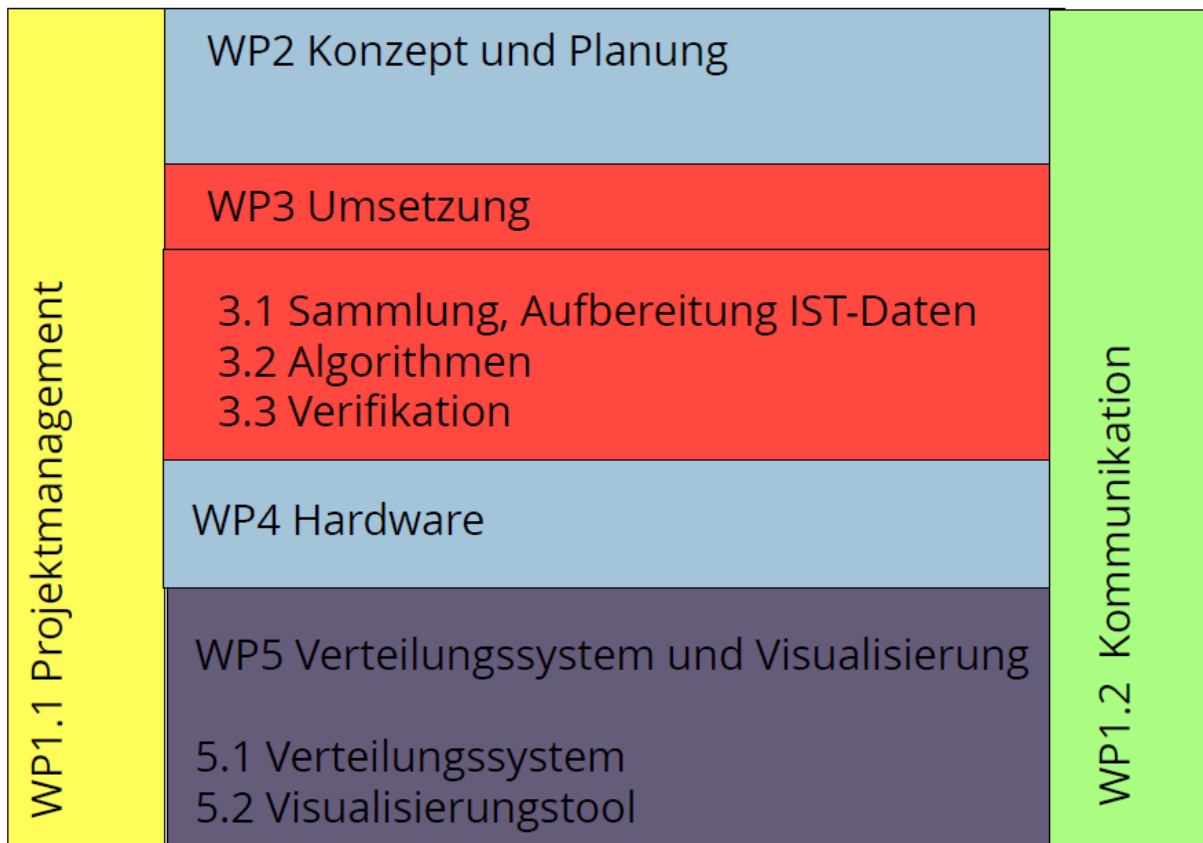 WP1.1 Projektmanagement
WP2 Konzept und Planung
WP3 Umsetzung
3.1 Sammlung, Aufbereitung IST-Daten
3.2 Algorithmen
3.3 Verifikation
WP4 Hardware
WP5 Verteilungssystem und Visualisierung
5.1 Verteilungssystem
5.2 Visualisierungstool
WP1.2 Kommunikation